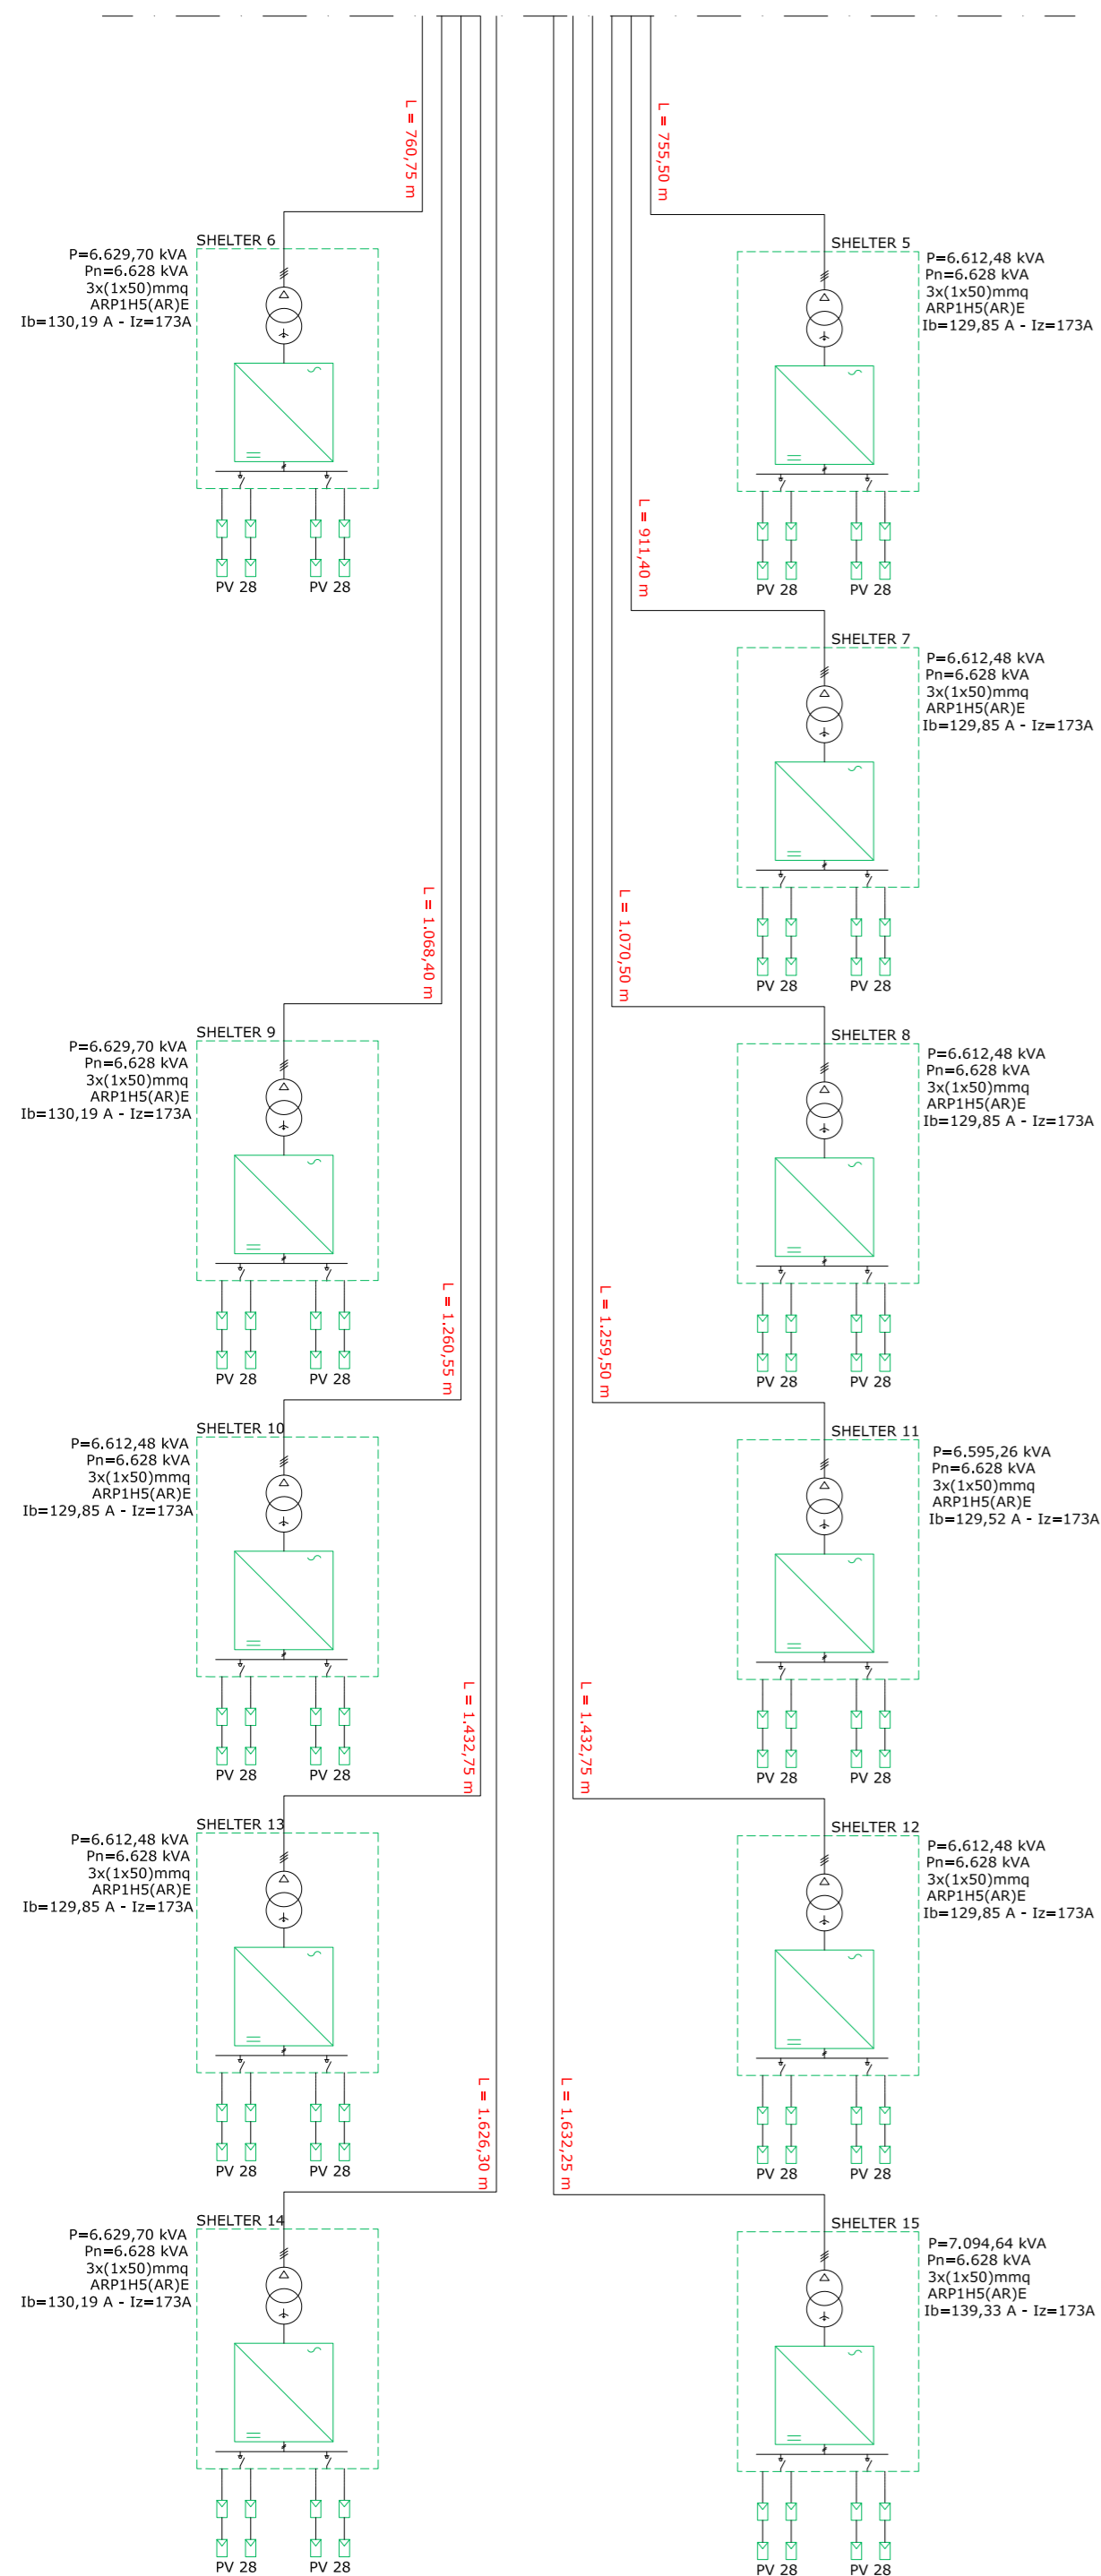 L = 760,75 m
L = 755,50 m
SHELTER 6
P=6.629,70 kVA
Pn=6.628 kVA
3x(1x50)mmq
ARP1H5(AR)E
Ib=130,19 A - Iz=173A
PV 28
PV 28
SHELTER 5
P=6.612,48 kVA
Pn=6.628 kVA
3x(1x50)mmq
ARP1H5(AR)E
Ib=129,85 A - Iz=173A
PV 28
PV 28
L = 911,40 m
SHELTER 7
P=6.612,48 kVA
Pn=6.628 kVA
3x(1x50)mmq
ARP1H5(AR)E
Ib=129,85 A - Iz=173A
PV 28
PV 28
L = 1.068,40 m
L = 1.070,50 m
SHELTER 9
P=6.629,70 kVA
Pn=6.628 kVA
3x(1x50)mmq
ARP1H5(AR)E
Ib=130,19 A - Iz=173A
PV 28
PV 28
SHELTER 8
P=6.612,48 kVA
Pn=6.628 kVA
3x(1x50)mmq
ARP1H5(AR)E
Ib=129,85 A - Iz=173A
PV 28
PV 28
L = 1.260,55 m
L = 1.259,50 m
SHELTER 10
P=6.612,48 kVA
Pn=6.628 kVA
3x(1x50)mmq
ARP1H5(AR)E
Ib=129,85 A - Iz=173A
PV 28
PV 28
SHELTER 11
P=6.595,26 kVA
Pn=6.628 kVA
3x(1x50)mmq
ARP1H5(AR)E
Ib=129,52 A - Iz=173A
PV 28
PV 28
L = 1.432,75 m
L = 1.432,75 m
SHELTER 13
P=6.612,48 kVA
Pn=6.628 kVA
3x(1x50)mmq
ARP1H5(AR)E
Ib=129,85 A - Iz=173A
PV 28
PV 28
SHELTER 12
P=6.612,48 kVA
Pn=6.628 kVA
3x(1x50)mmq
ARP1H5(AR)E
Ib=129,85 A - Iz=173A
PV 28
PV 28
L = 1.626,30 m
L = 1.632,25 m
SHELTER 14
P=6.629,70 kVA
Pn=6.628 kVA
3x(1x50)mmq
ARP1H5(AR)E
Ib=130,19 A - Iz=173A
PV 28
PV 28
SHELTER 15
P=7.094,64 kVA
Pn=6.628 kVA
3x(1x50)mmq
ARP1H5(AR)E
Ib=139,33 A - Iz=173A
PV 28
PV 28